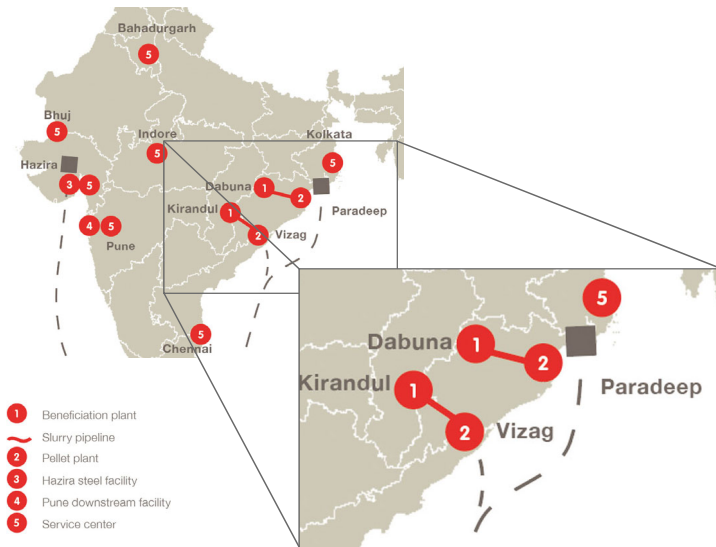 Bahadurgarh
5
Bhuj
5
Indore
5
Kolkata
5
Hazira
3 5
Dabuna
1
2
Kirandul
1
Paradeep
4 5
2
Vizag
Pune
5
Chennai
5
Dabuna
1
2
Kirandul
1
Paradeep
2
Vizag
1 Beneficiation plant
Slurry pipeline
2 Pellet plant
3 Hazira steel facility
4 Pune downstream facility
5 Service center